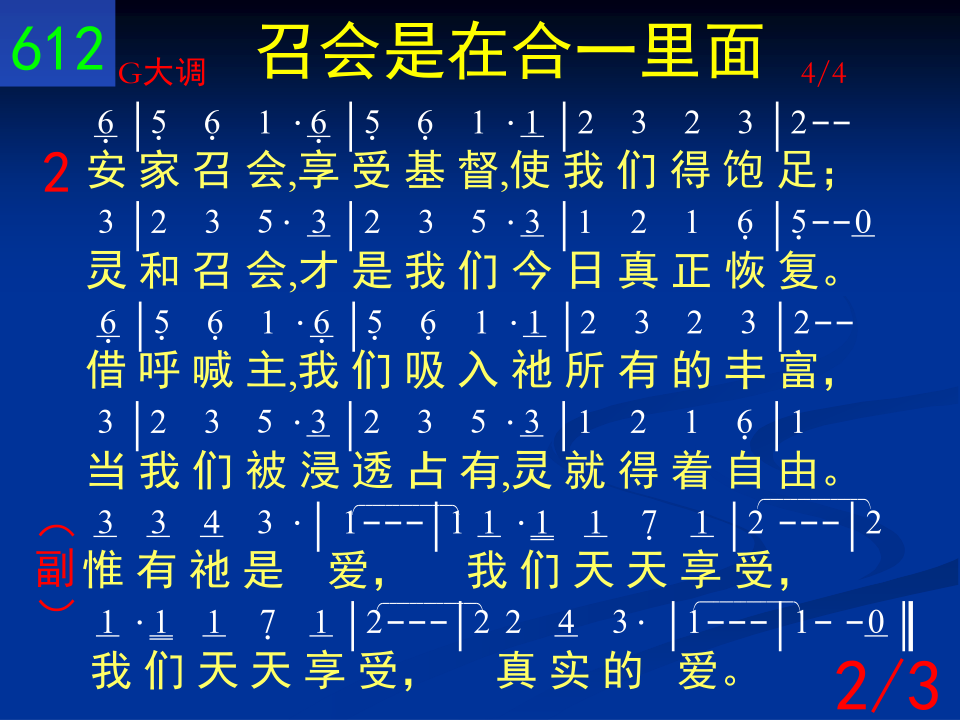 612 G大调 召会是在合一里面 4/4
6|5 6 1·6|5 6 1·1|2 3 2 3|2--
2 安家召会,享受基督,使我们得饱足；
3|2 3 5·3|2 3 5·3|1 2 1 6|5--0
灵和召会,才是我们今日真正恢复。
6|5 6 1·6|5 6 1·1|2 3 2 3|2--
借呼喊主,我们吸入祂所有的丰富，
3|2 3 5·3|2 3 5·3|1 2 1 6|1
当我们被浸透占有,灵就得着自由。
3 3 4 3·|1---|1 1·1 1 7 1|2 ---|2
（副） 惟有祂是 爱， 我们天天享受，
1·1 1 7 1|2---|2 2 4 3·|1---|1- -0‖
我们天天享受， 真实的 爱。
2/3